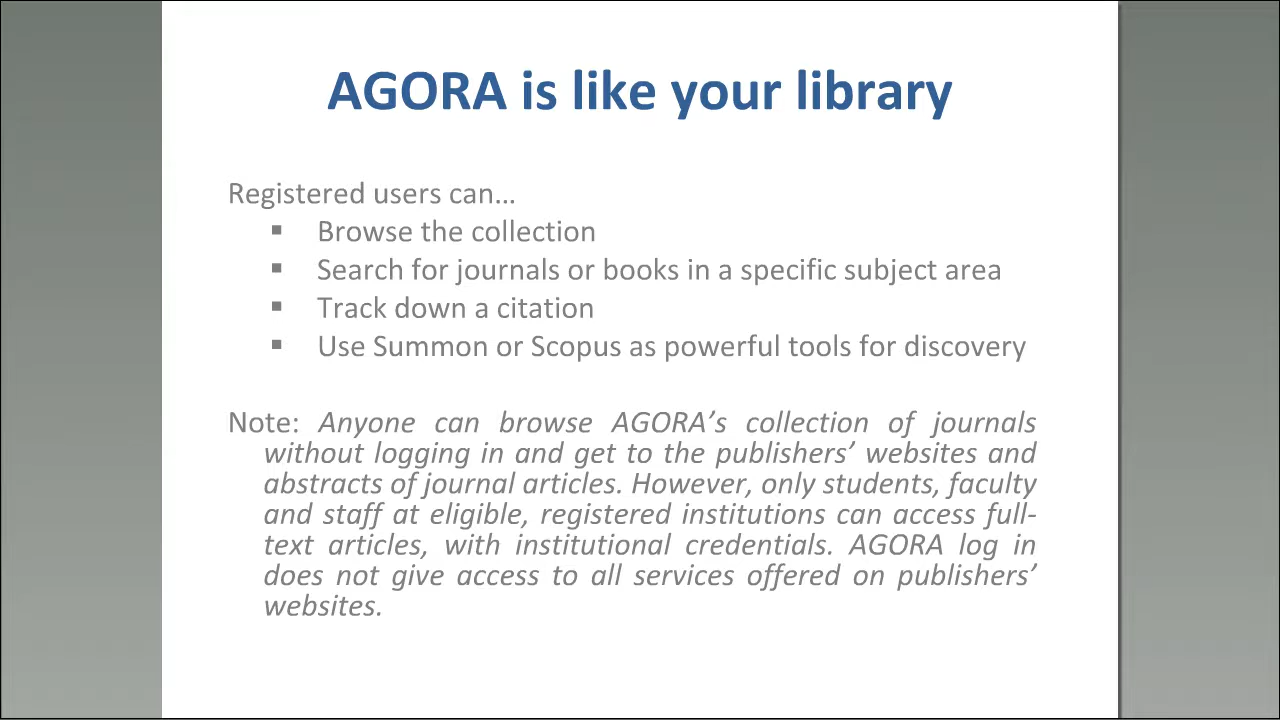 AGORA is like your library
Registered users can…
▪ Browse the collection
▪ Search for journals or books in a specific subject area
▪ Track down a citation
▪ Use Summon or Scopus as powerful tools for discovery
Note: Anyone can browse AGORA’s collection of journals
without logging in and get to the publishers’ websites and
abstracts of journal articles. However, only students, faculty
and staff at eligible, registered institutions can access full-
text articles, with institutional credentials. AGORA log in
does not give access to all services offered on publishers’
websites.